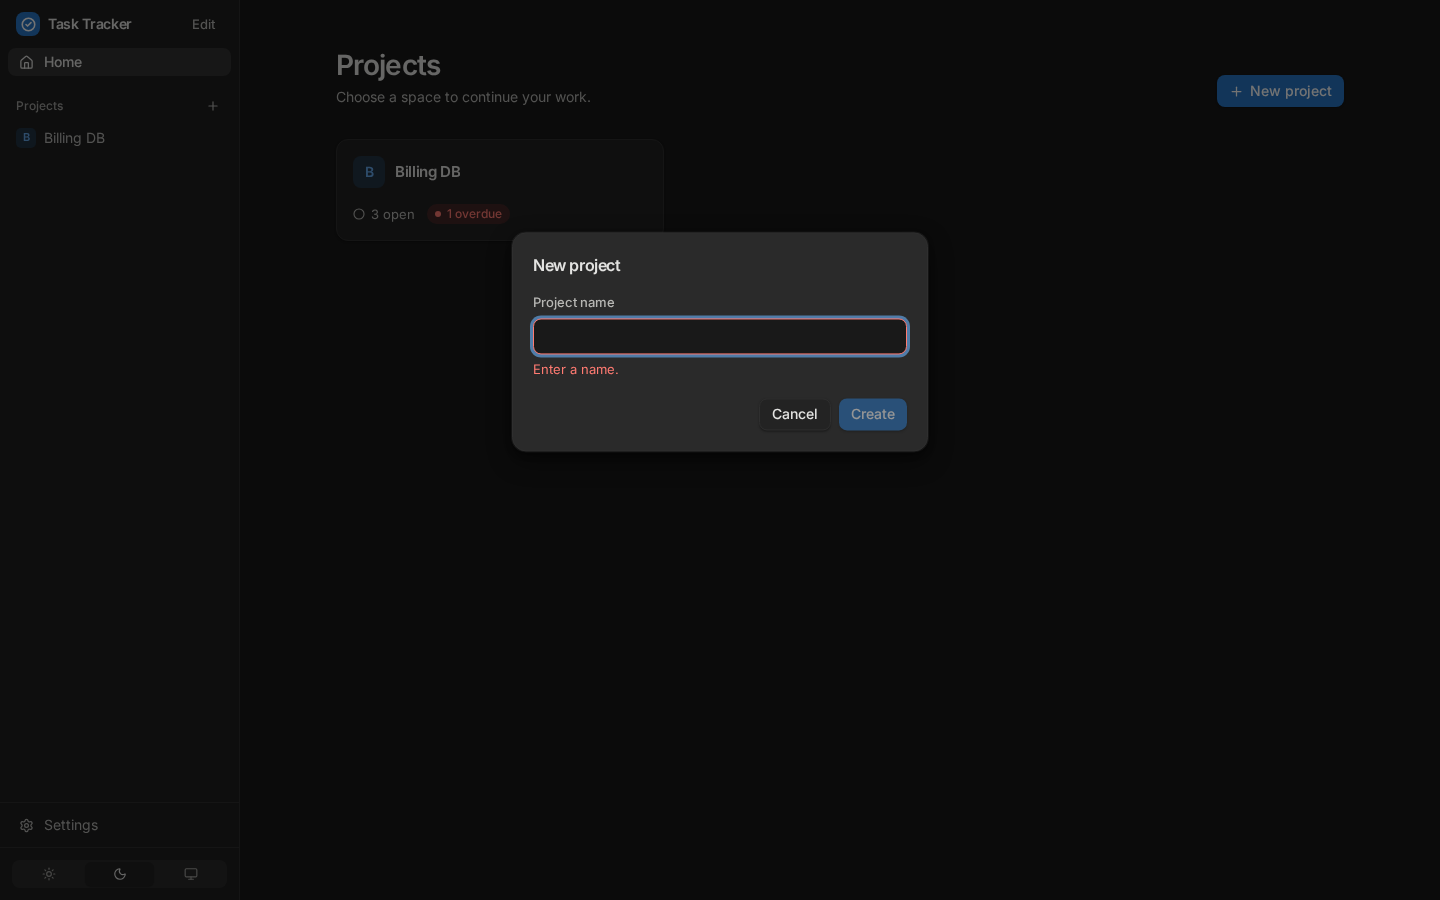 Task Tracker
Edit
Home
Projects
B Billing DB
Settings
Projects
Choose a space to continue your work.
New project
B Billing DB
3 open 1 overdue
New project
Project name
Enter a name.
Cancel Create